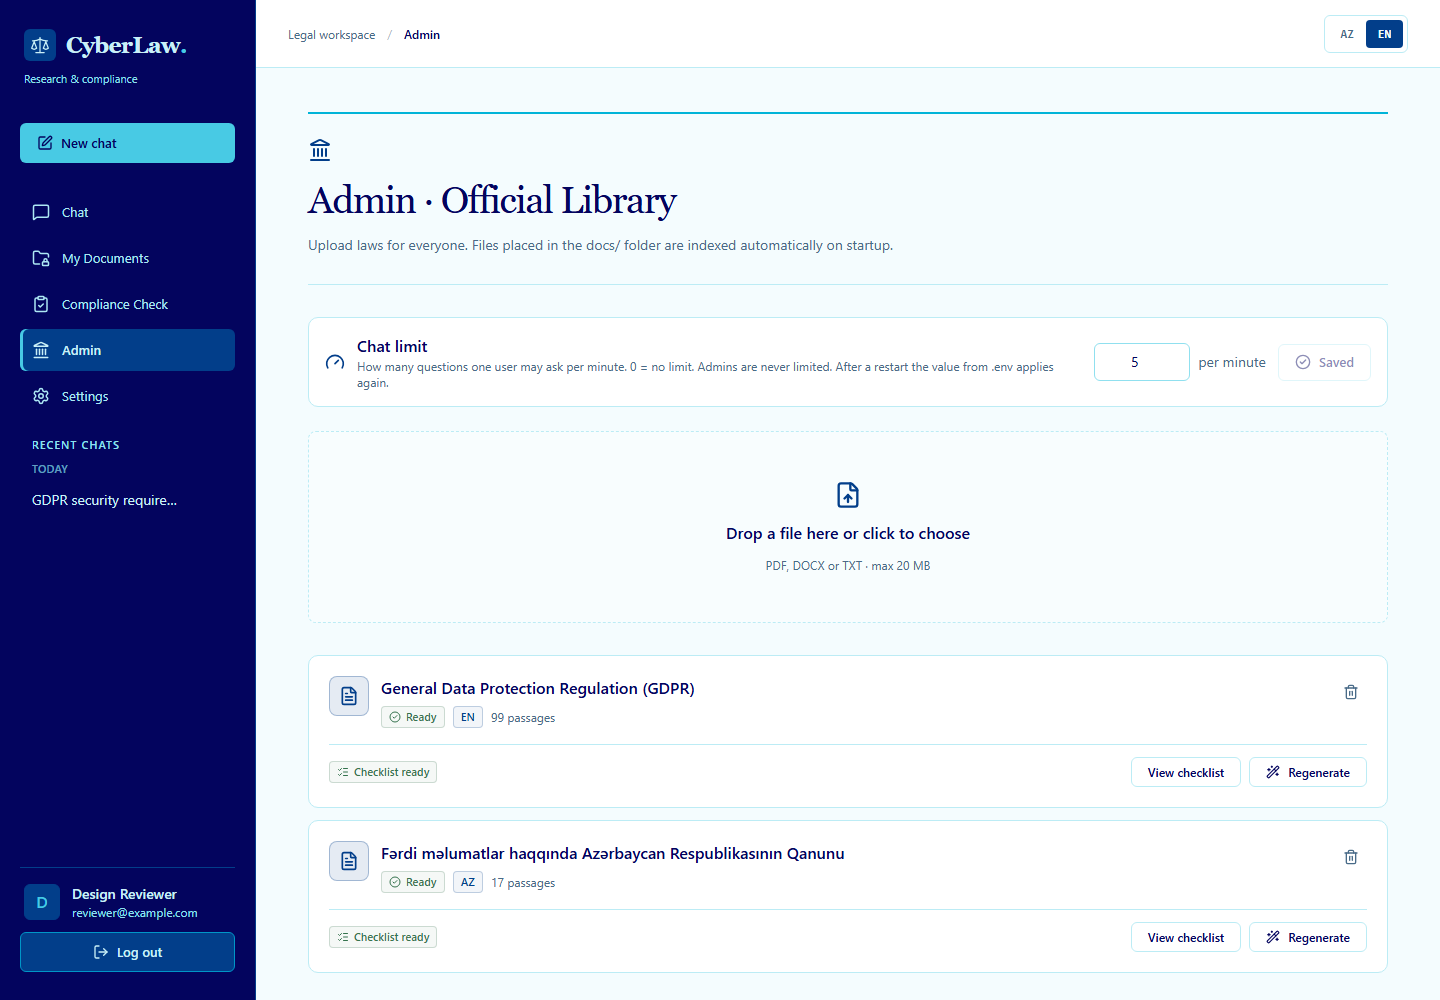 CyberLaw.
Research & compliance
New chat
Chat
My Documents
Compliance Check
Admin
Settings
RECENT CHATS
TODAY
GDPR security require...
D
Design Reviewer
reviewer@example.com
Log out
Legal workspace / Admin
AZ EN
Admin · Official Library
Upload laws for everyone. Files placed in the docs/ folder are indexed automatically on startup.
Chat limit
How many questions one user may ask per minute. 0 = no limit. Admins are never limited. After a restart the value from .env applies
again.
5 per minute Saved
Drop a file here or click to choose
PDF, DOCX or TXT · max 20 MB
General Data Protection Regulation (GDPR)
Ready EN 99 passages
Checklist ready View checklist Regenerate
Fərdi məlumatlar haqqında Azərbaycan Respublikasının Qanunu
Ready AZ 17 passages
Checklist ready View checklist Regenerate